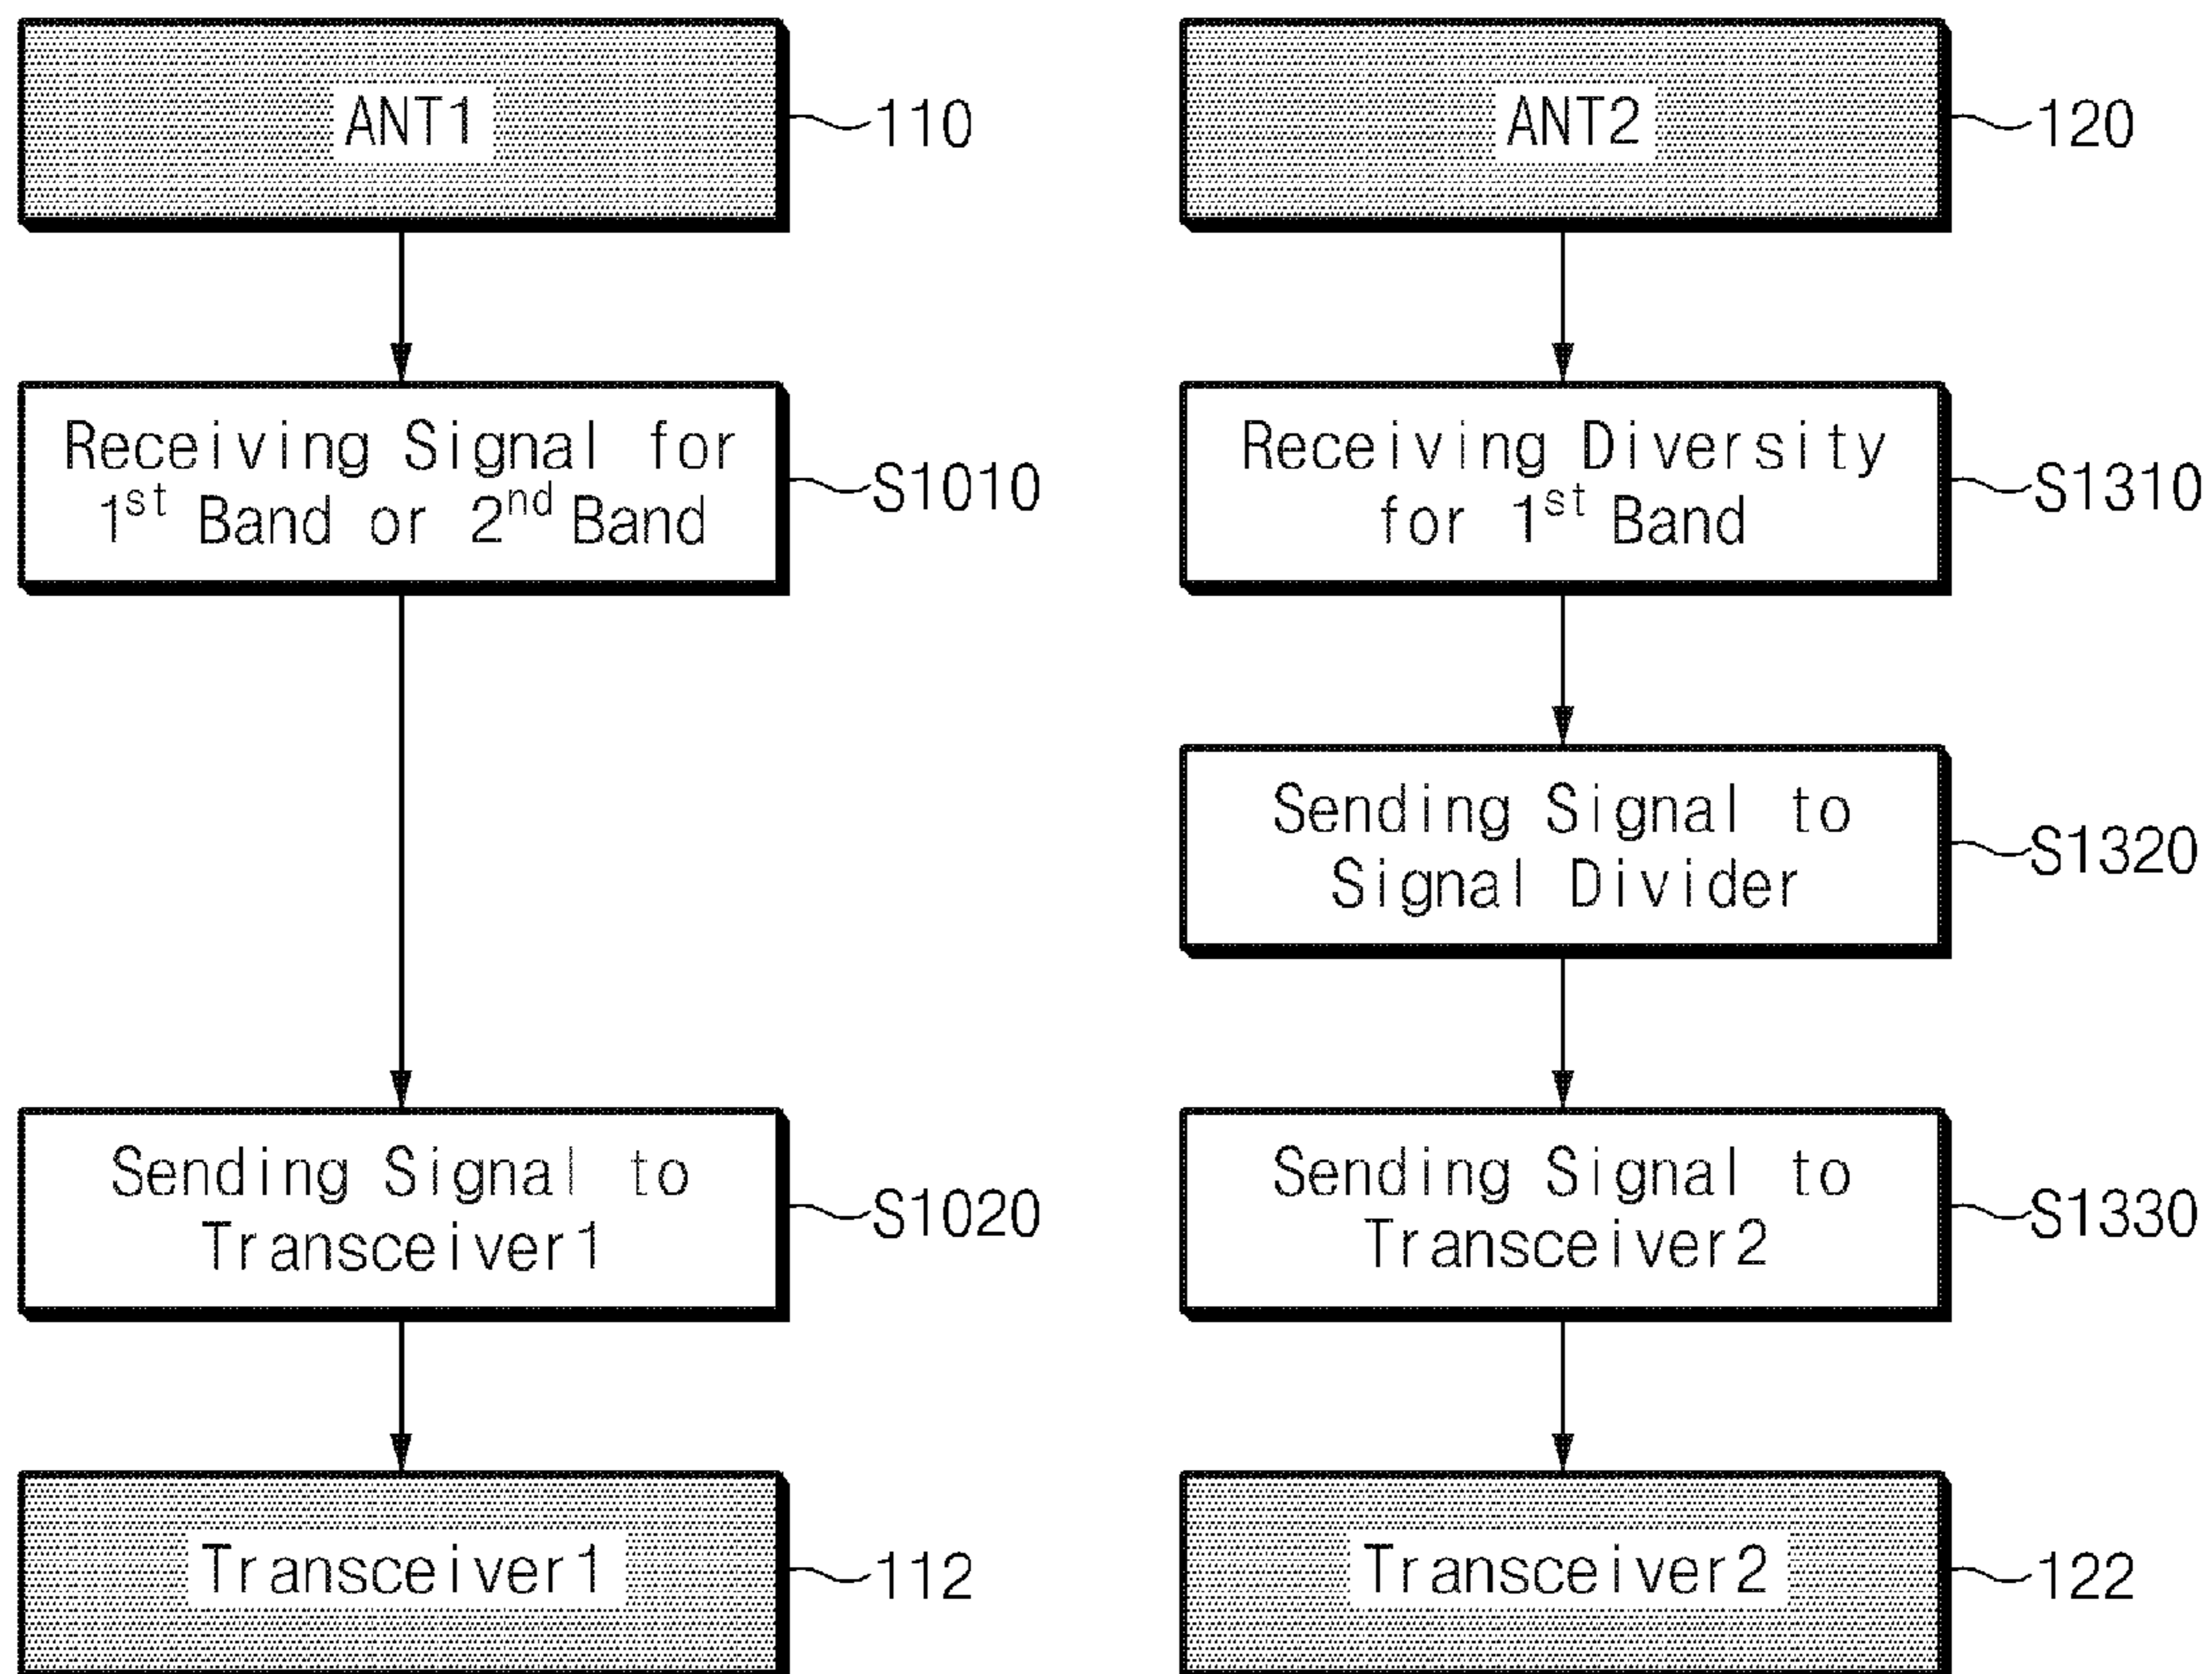 ANT1
110
Receiving Signal for
1st Band or 2nd Band
S1010
Sending Signal to
Transceiver1
S1020
Transceiver1
112
ANT2
120
Receiving Diversity
for 1st Band
S1310
Sending Signal to
Signal Divider
S1320
Sending Signal to
Transceiver2
S1330
Transceiver2
122